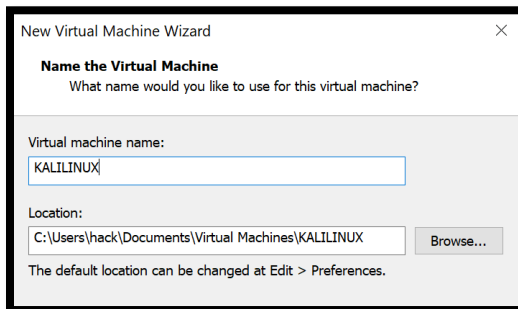 New Virtual Machine Wizard
Name the Virtual Machine
What name would you like to use for this virtual machine?
Virtual machine name:
KALILINUX
Location:
C:\Users\hack\Documents\Virtual Machines\KALILINUX
Browse...
The default location can be changed at Edit > Preferences.